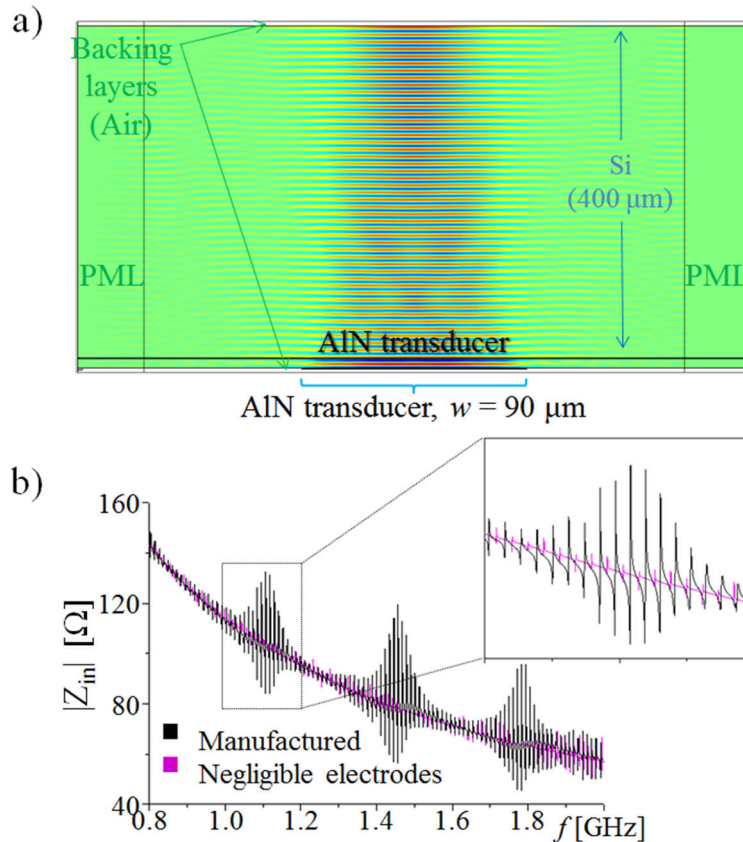 a)
Backing
layers
(Air)
Si
(400 μm)
PML
PML
AlN transducer
AlN transducer, w = 90 μm
b)
160
120
80
40
|Zin| [Ω]
Manufactured
Negligible electrodes
0.8
1.0
1.2
1.4
1.6
1.8
f [GHz]